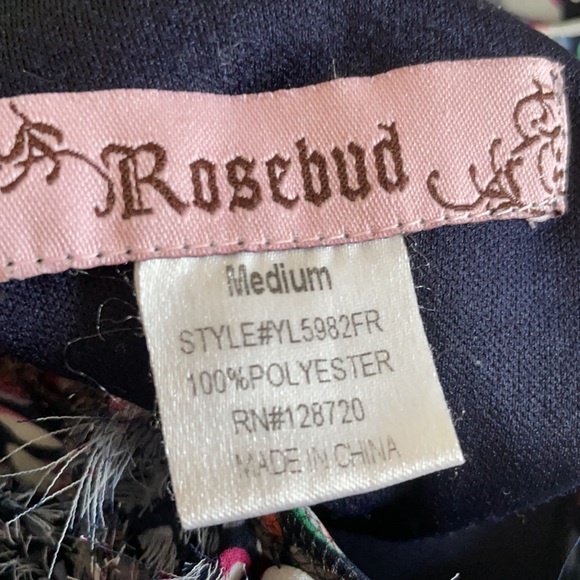 Rosebud
Medium
STYLE#YL5982FR
100%POLYESTER
RN#128720
MADE IN CHINA